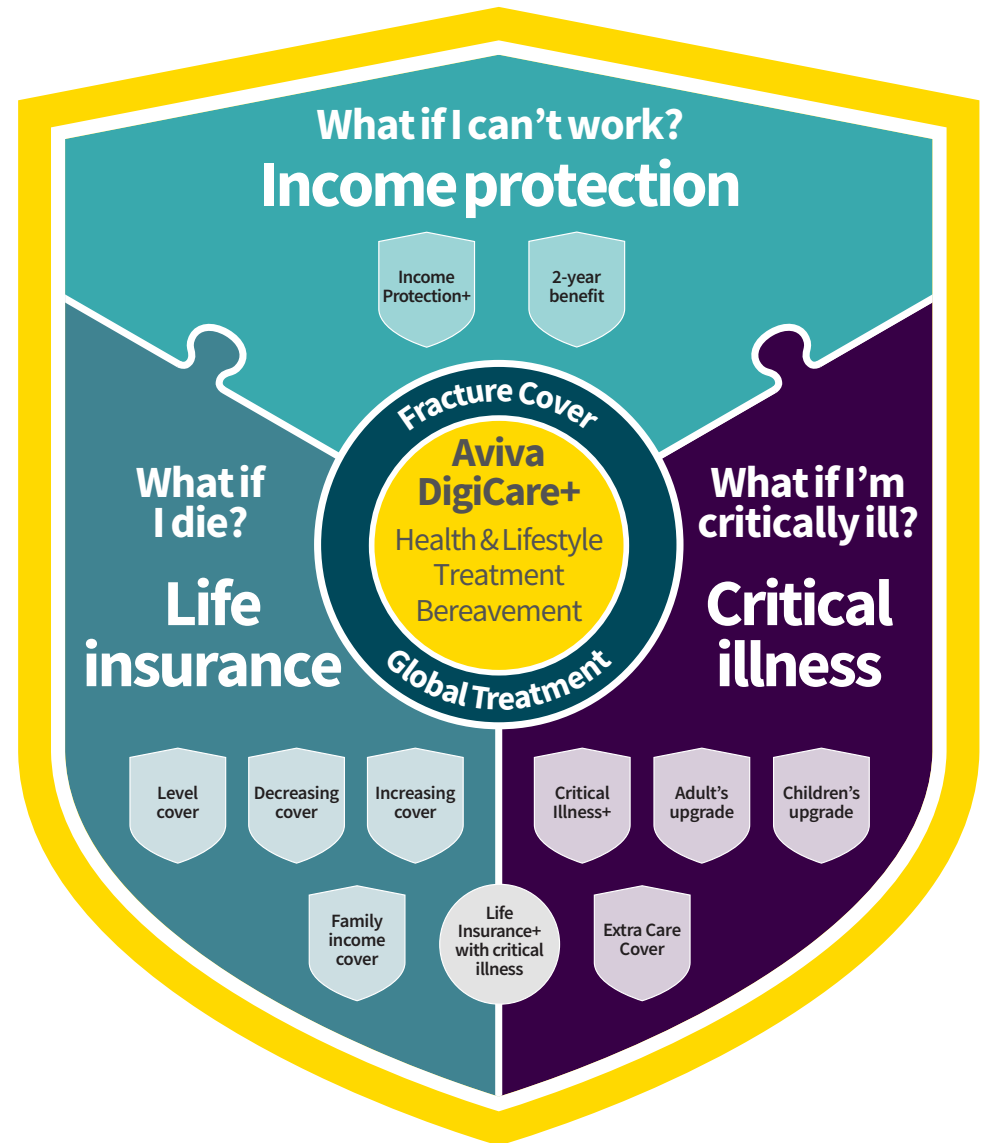 What if I can’t work?
Income protection
Income
Protection+
2-year
benefit
Fracture Cover
Aviva
DigiCare+
Health & Lifestyle
Treatment
Bereavement
Global Treatment
What if
I die?
Life
insurance
What if I’m
critically ill?
Critical
illness
Level
cover
Decreasing
cover
Increasing
cover
Critical
Illness+
Adult’s
upgrade
Children’s
upgrade
Family
income
cover
Life
Insurance+
with critical
illness
Extra Care
Cover